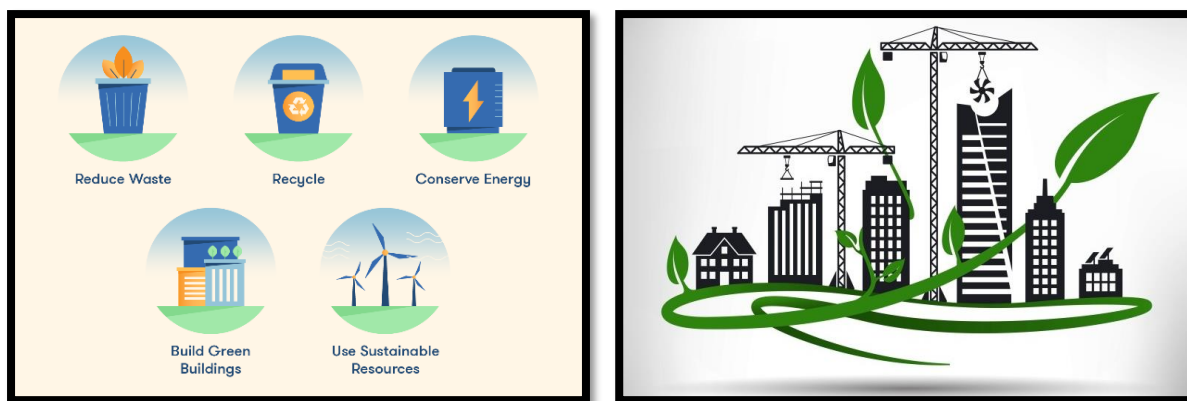 Reduce Waste
Recycle
Conserve Energy
Build Green
Buildings
Use Sustainable
Resources